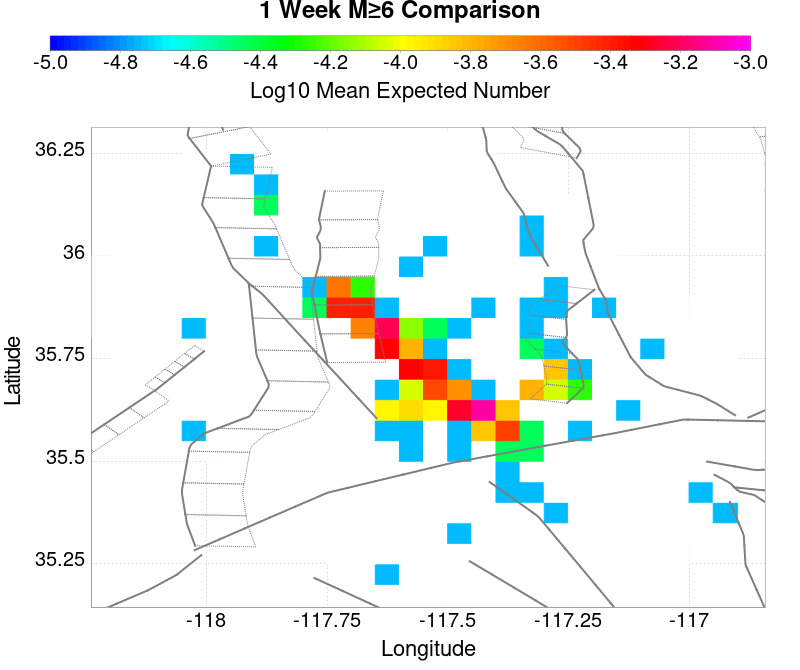 1 Week M≥6 Comparison
-5.0 -4.8 -4.6 -4.4 -4.2 -4.0 -3.8 -3.6 -3.4 -3.2 -3.0
Log10 Mean Expected Number
36.25
36
35.75
35.5
35.25
Latitude
-118 -117.75 -117.5 -117.25 -117
Longitude